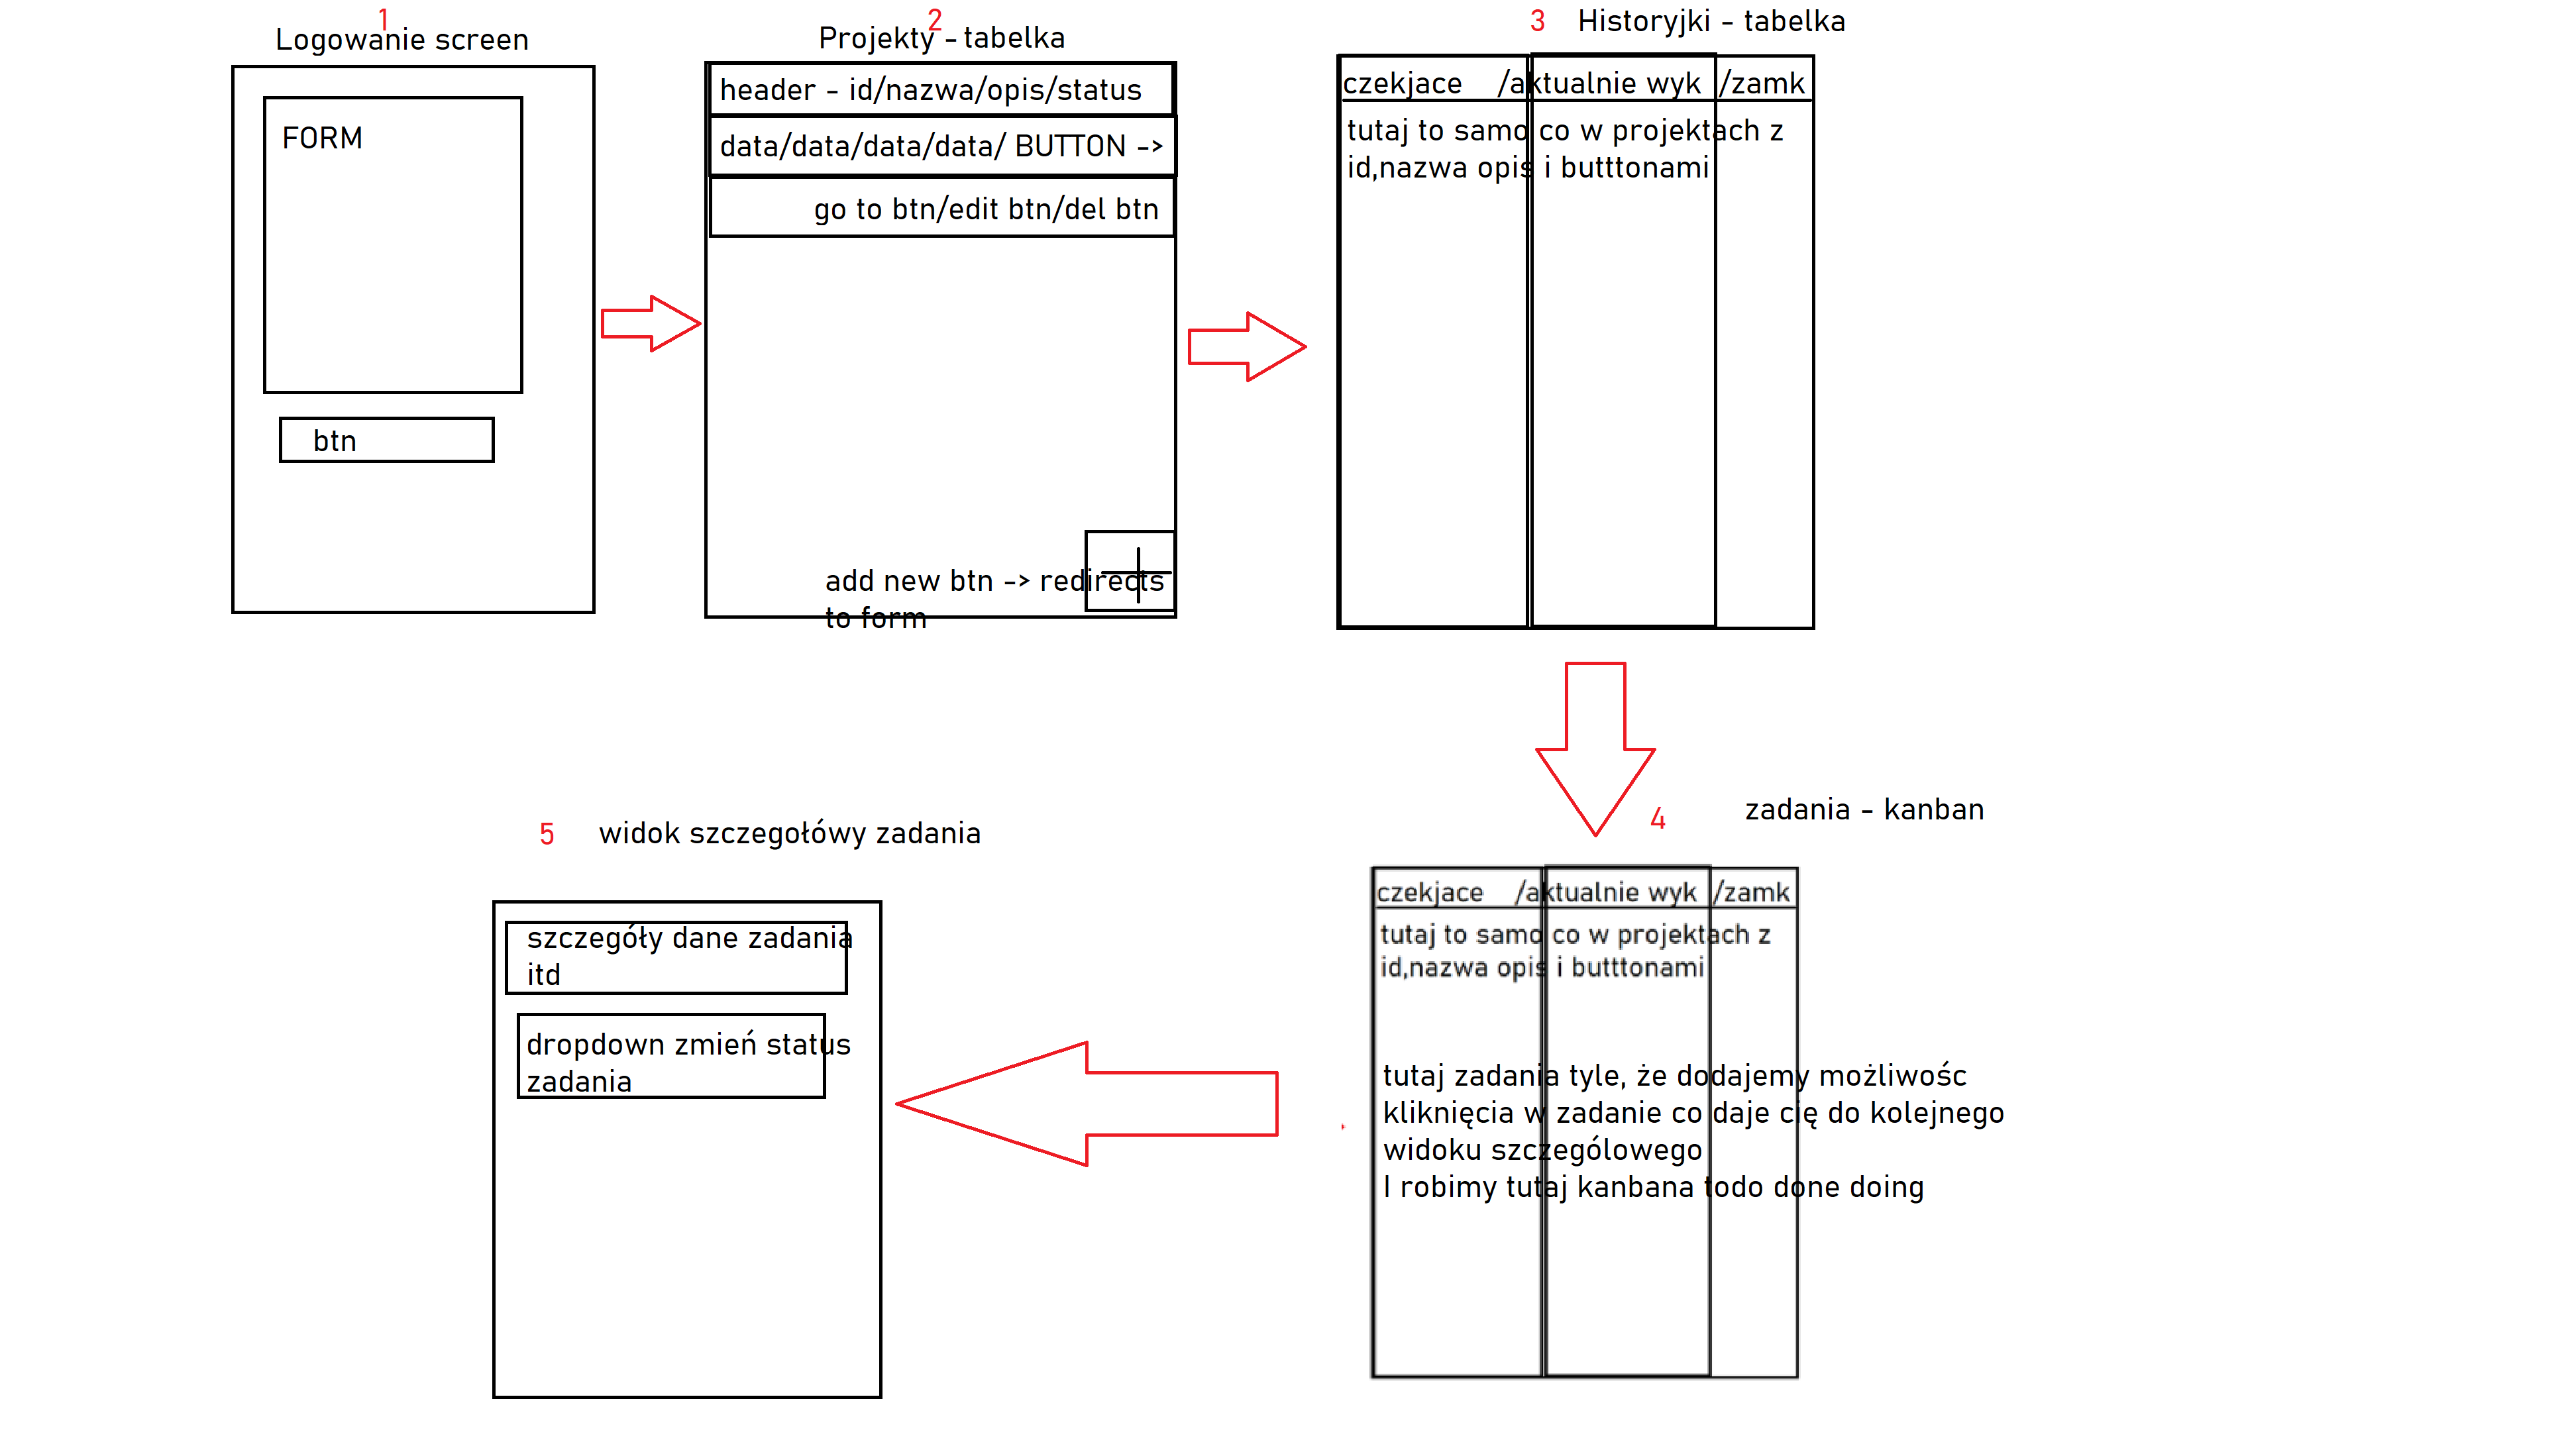 1
Logowanie screen
FORM
btn
2
Projekty - tabelka
header - id/nazwa/opis/status
data/data/data/data/ BUTTON ->
go to btn/edit btn/del btn
add new btn -> redirects
to form
3 Historyjki - tabelka
czekjace /aktualnie wyk /zamk
tutaj to samo co w projektach z
id,nazwa opis i butttonami
4 zadania - kanban
czekjace /aktualnie wyk /zamk
tutaj to samo co w projektach z
id,nazwa opis i butttonami
tutaj zadania tyle, że dodajemy możliwośc
kliknięcia w zadanie co daje cię do kolejnego
widoku szczególowego
I robimy tutaj kanbana todo done doing
5 widok szczegołówy zadania
szczegóły dane zadania
itd
dropdown zmień status
zadania